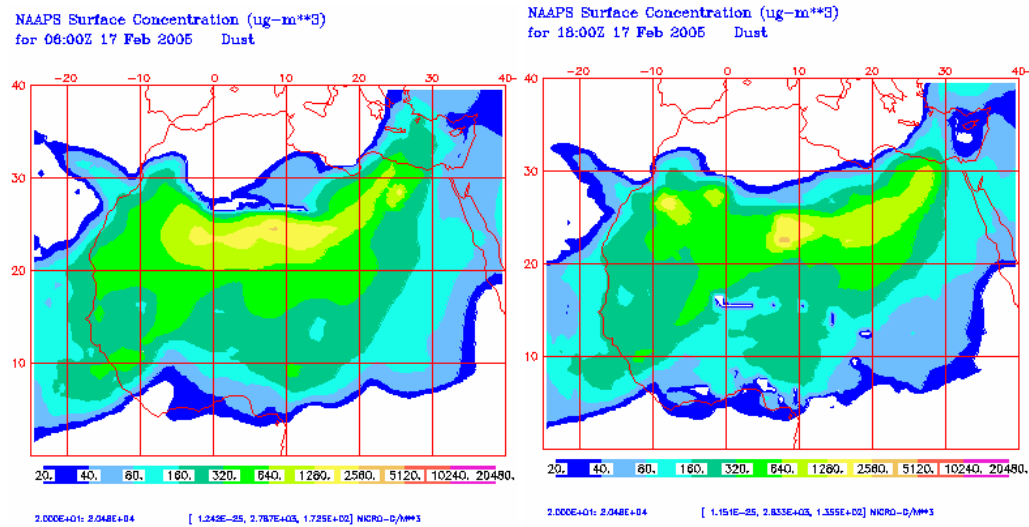 NAAPS Surface Concentration (ug-m**3)
for 06:00Z 17 Feb 2005 Dust
-20 -10 0 10 20 30 40-
40
30
20
10
20. 40. 80. 160. 320. 640. 1280. 2560. 5120. 10240. 20480.
2.000E+01: 2.048E+04 [ 1.242E-25, 2.787E+03, 1.725E+02] MICRO-G/M**3
NAAPS Surface Concentration (ug-m**3)
for 18:00Z 17 Feb 2005 Dust
-20 -10 0 10 20 30 40-
40
30
20
10
20. 40. 80. 160. 320. 640. 1280. 2560. 5120. 10240. 20480.
2.000E+01: 2.048E+04 [ 1.151E-25, 2.833E+03, 1.355E+02] MICRO-G/M**3